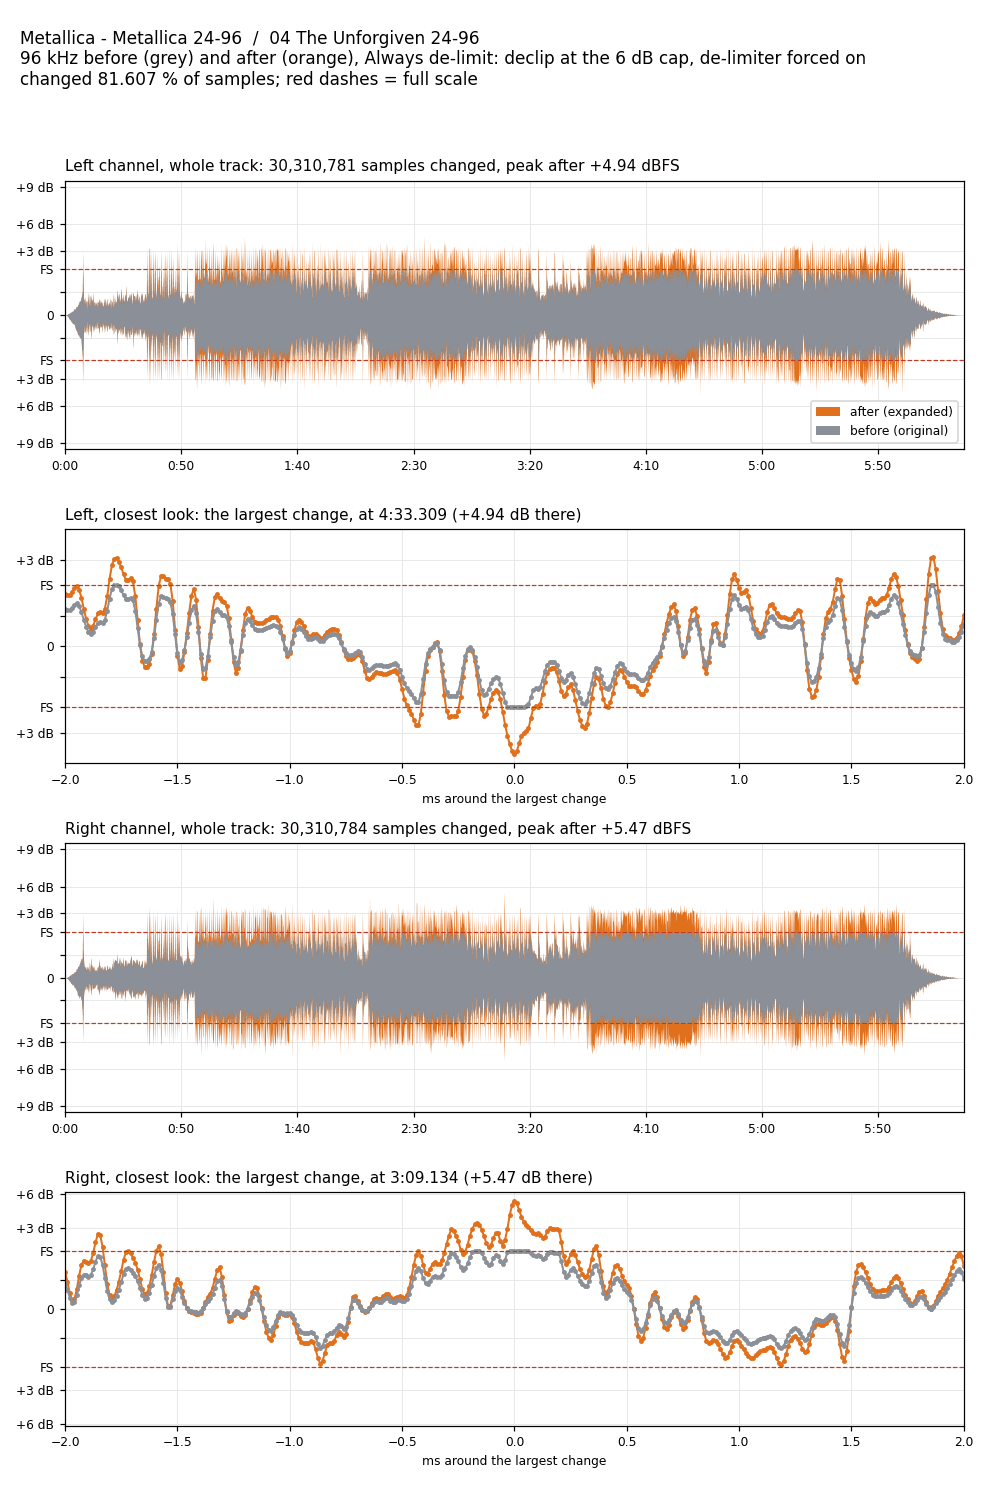 Metallica - Metallica 24-96  /  04 The Unforgiven 24-96
96 kHz before (grey) and after (orange), Always de-limit: declip at the 6 dB cap, de-limiter forced on
changed 81.607 % of samples; red dashes = full scale
Left channel, whole track: 30,310,781 samples changed, peak after +4.94 dBFS
+9 dB
+6 dB
+3 dB
FS
0
FS
+3 dB
+6 dB
+9 dB
after (expanded)
before (original)
0:00 0:50 1:40 2:30 3:20 4:10 5:00 5:50
Left, closest look: the largest change, at 4:33.309 (+4.94 dB there)
+3 dB
FS
0
FS
+3 dB
−2.0 −1.5 −1.0 −0.5 0.0 0.5 1.0 1.5 2.0
ms around the largest change
Right channel, whole track: 30,310,784 samples changed, peak after +5.47 dBFS
+9 dB
+6 dB
+3 dB
FS
0
FS
+3 dB
+6 dB
+9 dB
0:00 0:50 1:40 2:30 3:20 4:10 5:00 5:50
Right, closest look: the largest change, at 3:09.134 (+5.47 dB there)
+6 dB
+3 dB
FS
0
FS
+3 dB
+6 dB
−2.0 −1.5 −1.0 −0.5 0.0 0.5 1.0 1.5 2.0
ms around the largest change